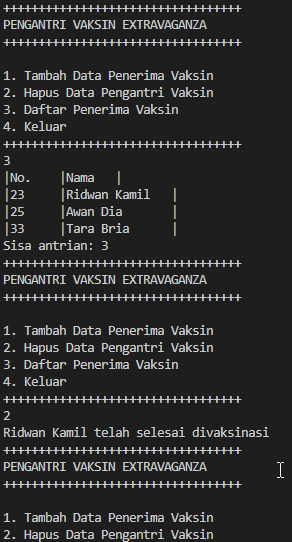 +++++++++++++++++++++++++++++++++
PENGANTRI VAKSIN EXTRAVAGANZA
+++++++++++++++++++++++++++++++++
1. Tambah Data Penerima Vaksin
2. Hapus Data Pengantri Vaksin
3. Daftar Penerima Vaksin
4. Keluar
+++++++++++++++++++++++++++++++++
3
|No.    |Nama   |
|23     |Ridwan Kamil   |
|25     |Awan Dia       |
|33     |Tara Bria      |
Sisa antrian: 3
+++++++++++++++++++++++++++++++++
PENGANTRI VAKSIN EXTRAVAGANZA
+++++++++++++++++++++++++++++++++
1. Tambah Data Penerima Vaksin
2. Hapus Data Pengantri Vaksin
3. Daftar Penerima Vaksin
4. Keluar
+++++++++++++++++++++++++++++++++
2
Ridwan Kamil telah selesai divaksinasi
+++++++++++++++++++++++++++++++++
PENGANTRI VAKSIN EXTRAVAGANZA
+++++++++++++++++++++++++++++++++
1. Tambah Data Penerima Vaksin
2. Hapus Data Pengantri Vaksin